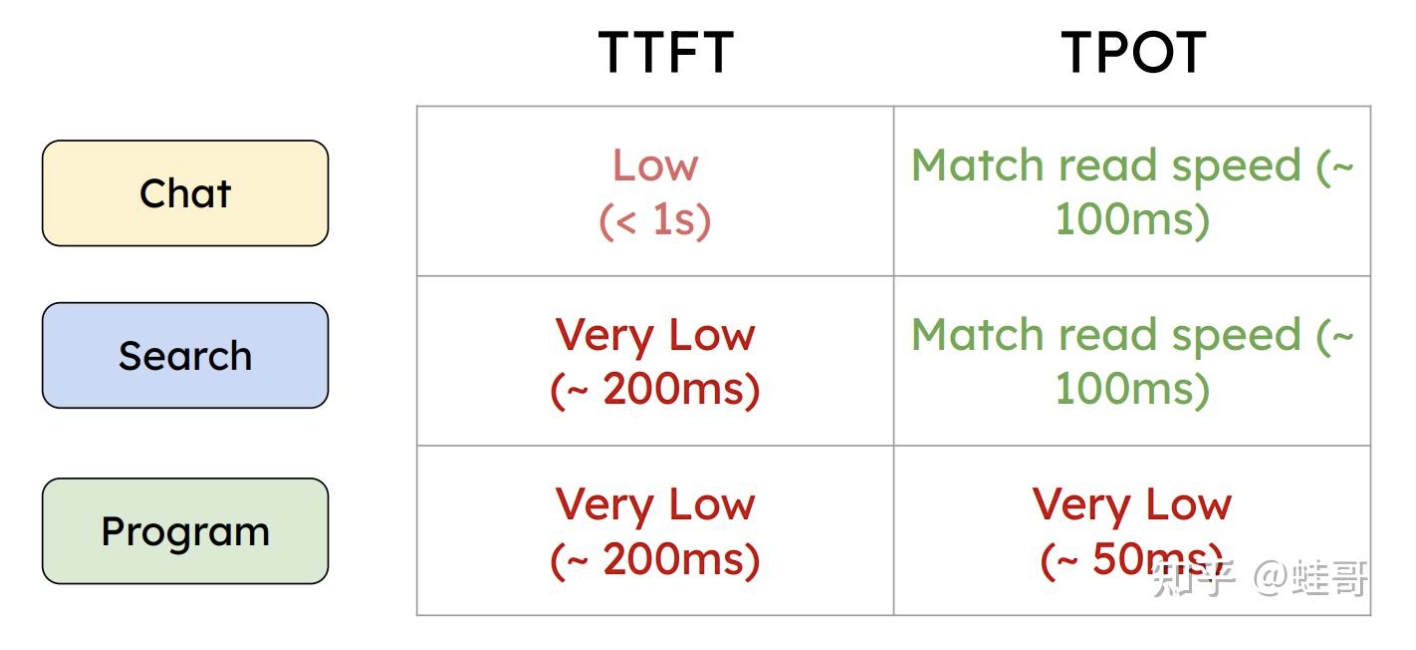 TTFT
TPOT
Chat
Low
(< 1s)
Match read speed (~
100ms)
Search
Very Low
(~ 200ms)
Match read speed (~
100ms)
Program
Very Low
(~ 200ms)
Very Low
(~ 50ms)
知乎 @蛙哥